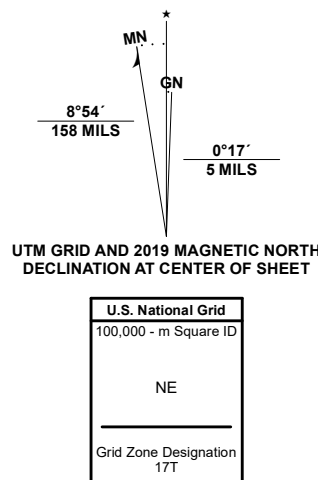 ★
MN
GN
8°54´
158 MILS
0°17´
5 MILS
UTM GRID AND 2019 MAGNETIC NORTH
DECLINATION AT CENTER OF SHEET
U.S. National Grid
100,000 - m Square ID
NE
Grid Zone Designation
17T